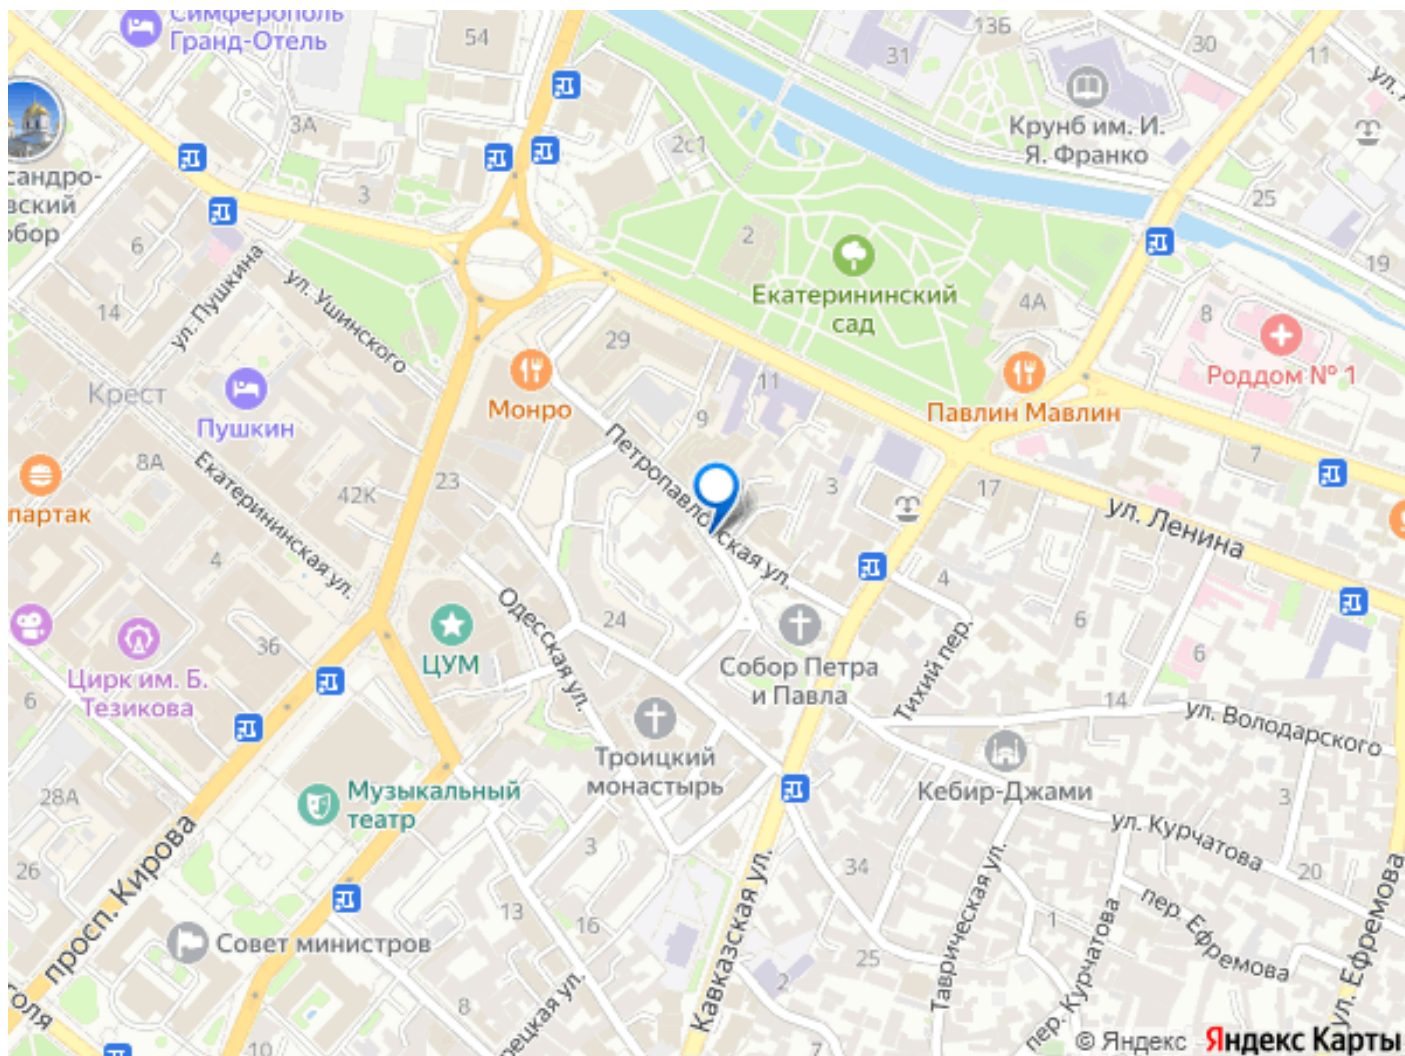 Симферополь
Гранд-Отель
54
13Б
30
11
31
Крунб им. И.
Я. Франко
3А
2с1
3
25
сандро-
вский
обор
6
2
19
ул. Пушкина
ул. Ушинского
Екатерининский
сад
4А
8
14
29
Роддом № 1
11
Крест
Монро
Павлин Мавлин
9
Пушкин
Петропавловская ул.
8А
42К
23
3
17
7
партак
Екатерининская ул.
ул. Ленина
4
4
6
Одесская ул.
24
Тихий пер.
36
ЦУМ
Собор Петра
и Павла
6
6
Цирк им. Б.
Тезикова
14
ул. Володарского
Троицкий
монастырь
Кебир-Джами
28А
Музыкальный
театр
3
ул. Курчатова
просп. Кирова
3
34
20
26
Кавказская ул.
Таврическая ул.
пер. Ефремова
ул. Ефремова
13
16
1
Совет министров
25
пер. Курчатова
2
8
оля
рецкая ул.
10
7
© Яндекс Яндекс Карты